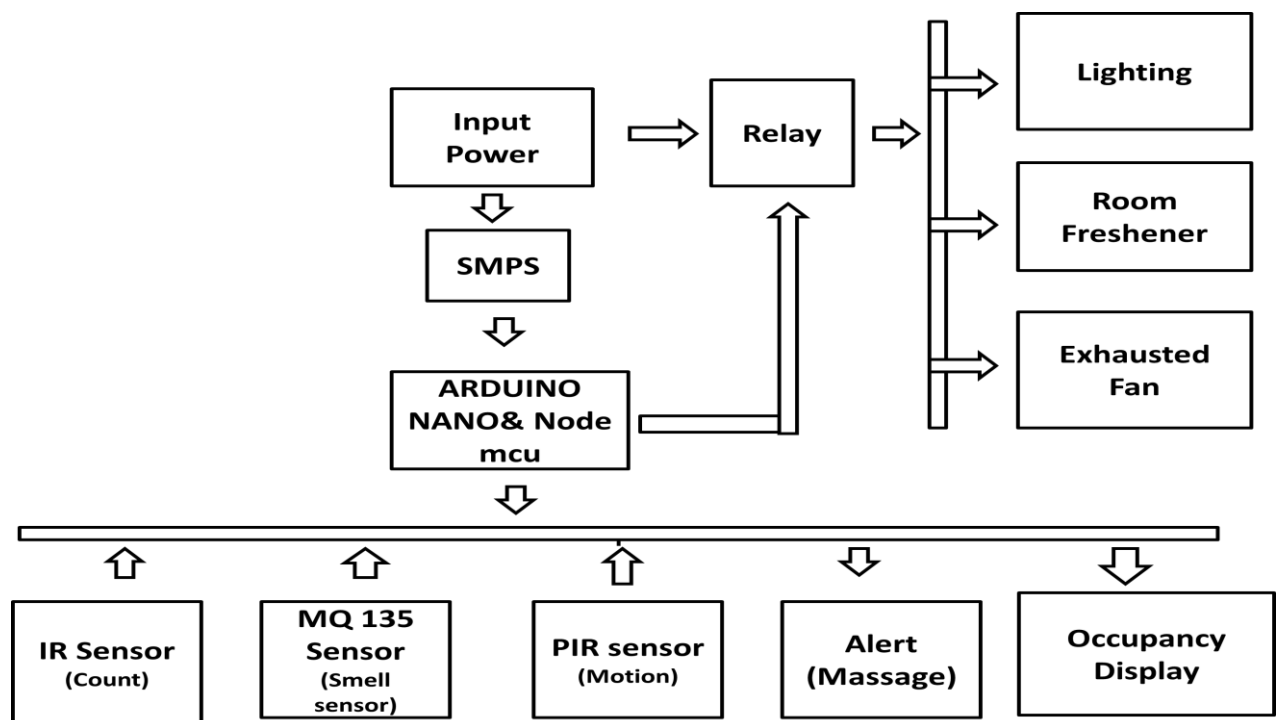 Input
Power
Relay
Lighting
Room
Freshener
SMPS
Exhausted
Fan
ARDUINO
NANO& Node
mcu
IR Sensor
(Count)
MQ 135
Sensor
(Smell
sensor)
PIR sensor
(Motion)
Alert
(Massage)
Occupancy
Display